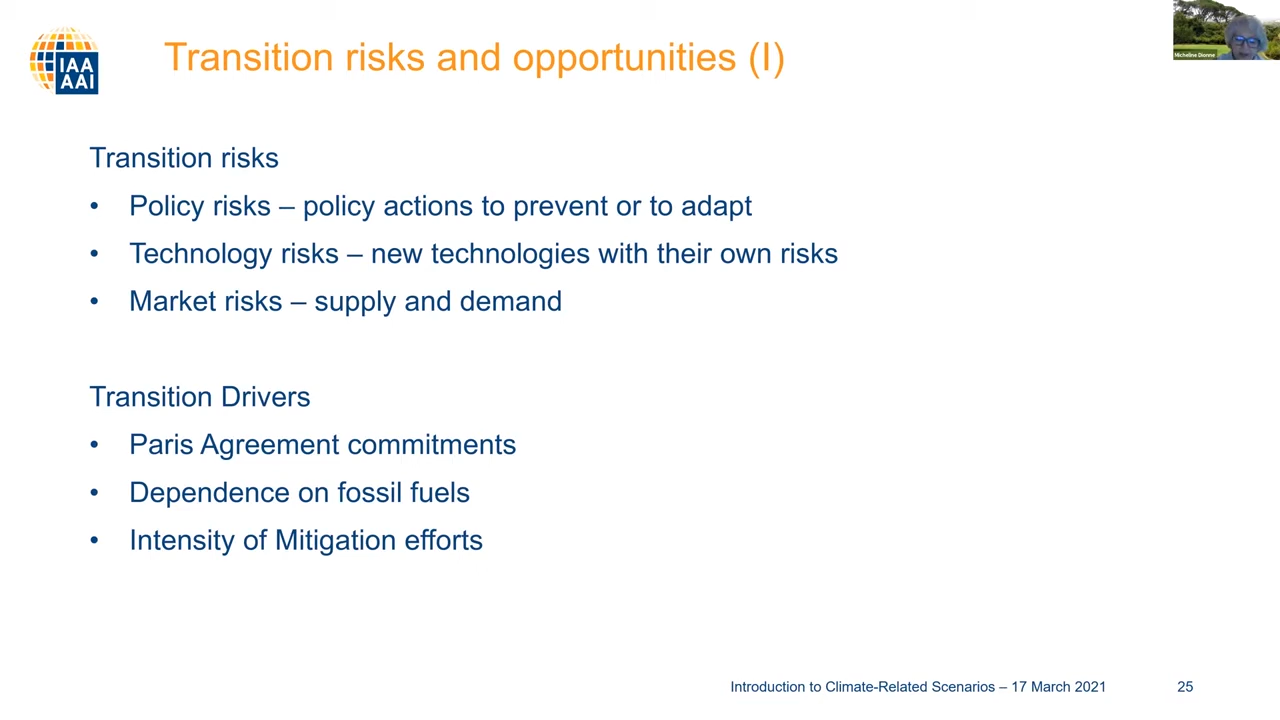 IAA
AAI
Transition risks and opportunities (I)
Micheline Dionne
Transition risks
• Policy risks – policy actions to prevent or to adapt
• Technology risks – new technologies with their own risks
• Market risks – supply and demand
Transition Drivers
• Paris Agreement commitments
• Dependence on fossil fuels
• Intensity of Mitigation efforts
Introduction to Climate-Related Scenarios – 17 March 2021 25